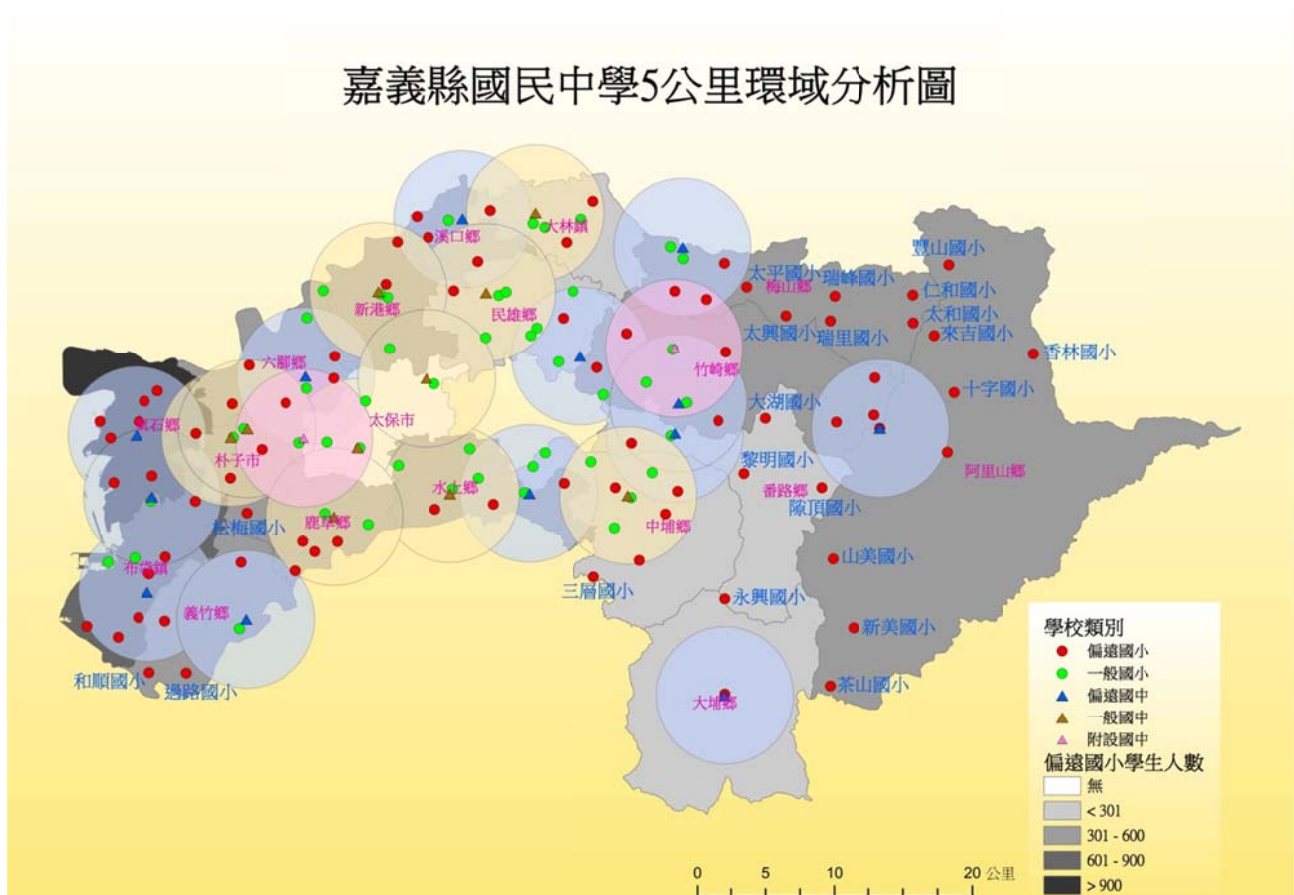 嘉義縣國民中學5公里環域分析圖
豐山國小
溪口鄉
大林鎮
太平國小
瑞峰國小
仁和國小
梅山鄉
新港鄉
民雄鄉
太和國小
太興國小
瑞里國小
來吉國小
香林國小
六腳鄉
竹崎鄉
十字國小
太保市
大湖國小
東石鄉
朴子市
黎明國小
阿里山鄉
水上鄉
番路鄉
隙頂國小
松梅國小
鹿草鄉
中埔鄉
山美國小
布袋鎮
三層國小
永興國小
義竹鄉
新美國小
和順國小
過路國小
茶山國小
大埔鄉
學校類別
偏遠國小
一般國小
偏遠國中
一般國中
附設國中
偏遠國小學生人數
無
< 301
301 - 600
601 - 900
> 900
0 5 10 20 公里